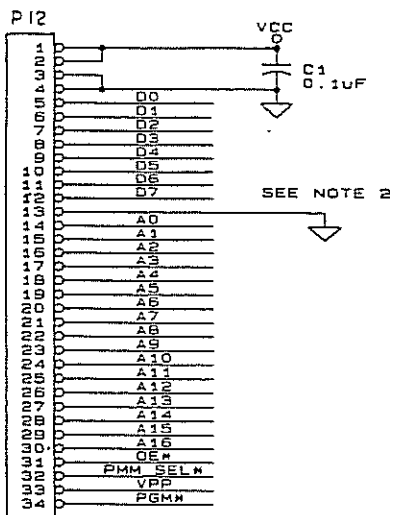 P12
VCC
1
2
3
4
C1
0.1uF
5 D0
6 D1
7 D2
8 D3
9 D4
10 D5
11 D6
12 D7
SEE NOTE 2
13
14 A0
15 A1
16 A2
17 A3
18 A4
19 A5
20 A6
21 A7
22 A8
23 A9
24 A10
25 A11
26 A12
27 A13
28 A14
29 A15
30 A16
31 OE*
32 PMM SEL*
33 VPP
34 PGM*